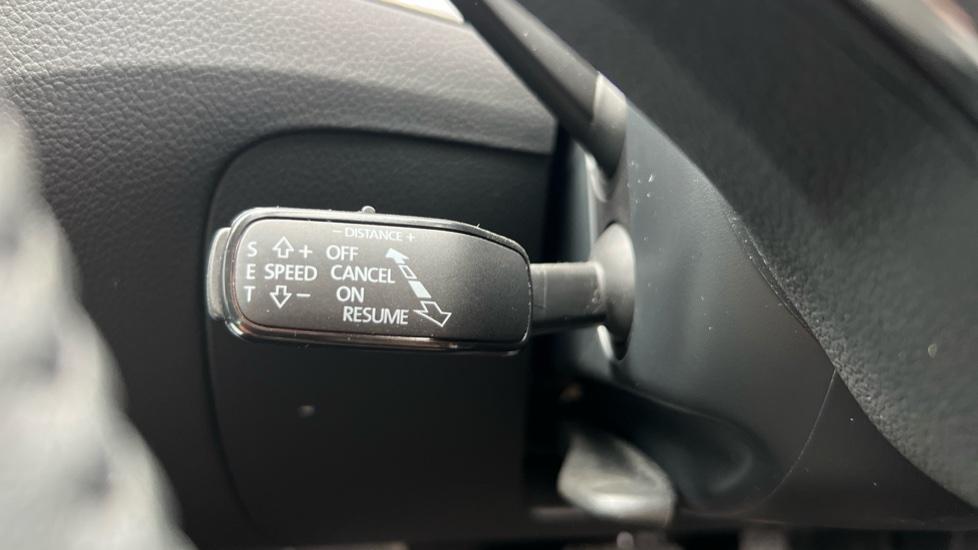 − DISTANCE +
S + OFF
E SPEED CANCEL
T − ON
RESUME